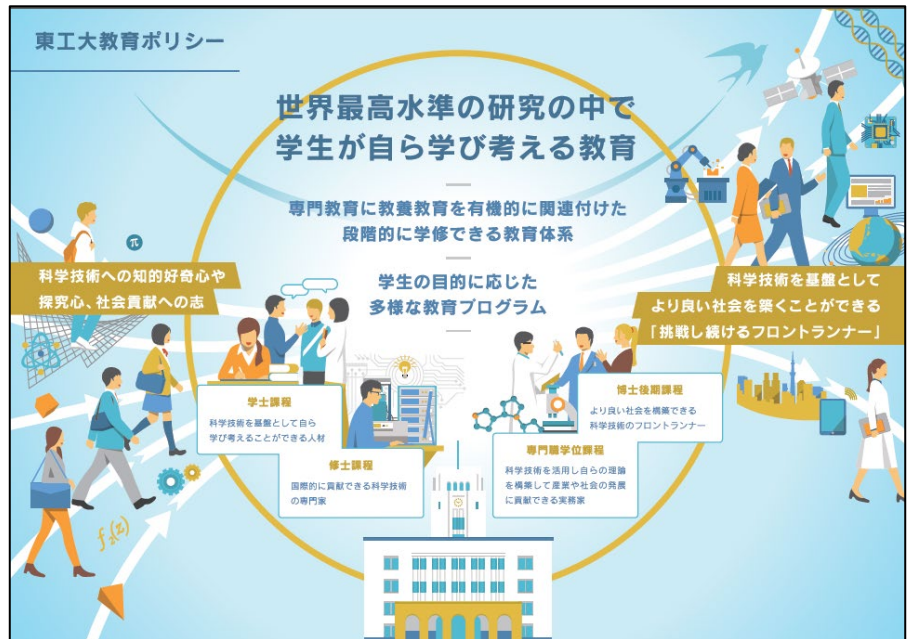 東工大教育ポリシー
世界最高水準の研究の中で
学生が自ら学び考える教育
専門教育に教養教育を有機的に関連付けた
段階的に学修できる教育体系
学生の目的に応じた
多様な教育プログラム
π
科学技術への知的好奇心や
探究心、社会貢献への志
科学技術を基盤として
より良い社会を築くことができる
「挑戦し続けるフロントランナー」
学士課程
科学技術を基盤として自ら
学び考えることができる人材
修士課程
国際的に貢献できる科学技術
の専門家
博士後期課程
より良い社会を構築できる
科学技術のフロントランナー
専門職学位課程
科学技術を活用し自らの理論
を構築して産業や社会の発展
に貢献できる実務家